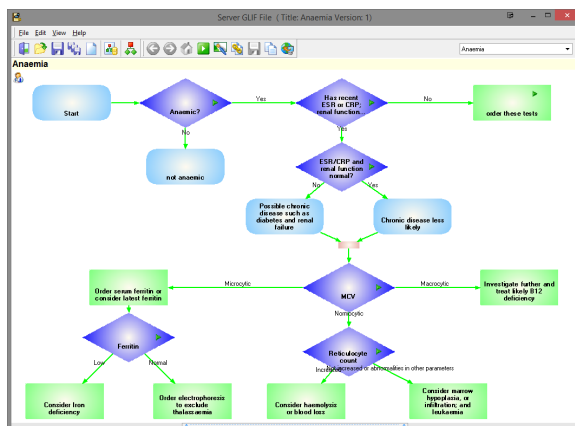 Server GLIF File ( Title: Anaemia Version: 1)
File Edit View Help
Anaemia
Anaemia
Start
Anaemic?
Yes
Has recent
ESR or CRP;
renal function...
No
order these tests
No
Yes
not anaemic
ESR/CRP and
renal function
normal?
No
Yes
Possible chronic
disease such as
diabetes and renal
failure
Chronic disease less
likely
Order serum ferritin or
consider latest ferritin
Microcytic
MCV
Macrocytic
Investigate further and
treat likely B12
deficiency
Normocytic
Ferritin
Reticulocyte
count
Low
Normal
Increased
Not increased or abnormalities in other parameters
Consider Iron
deficiency
Order electrophoresis
to exclude
thalassaemia
Consider haemolysis
or blood loss
Consider marrow
hypoplaxia, or
infiltration; and
leukaemia